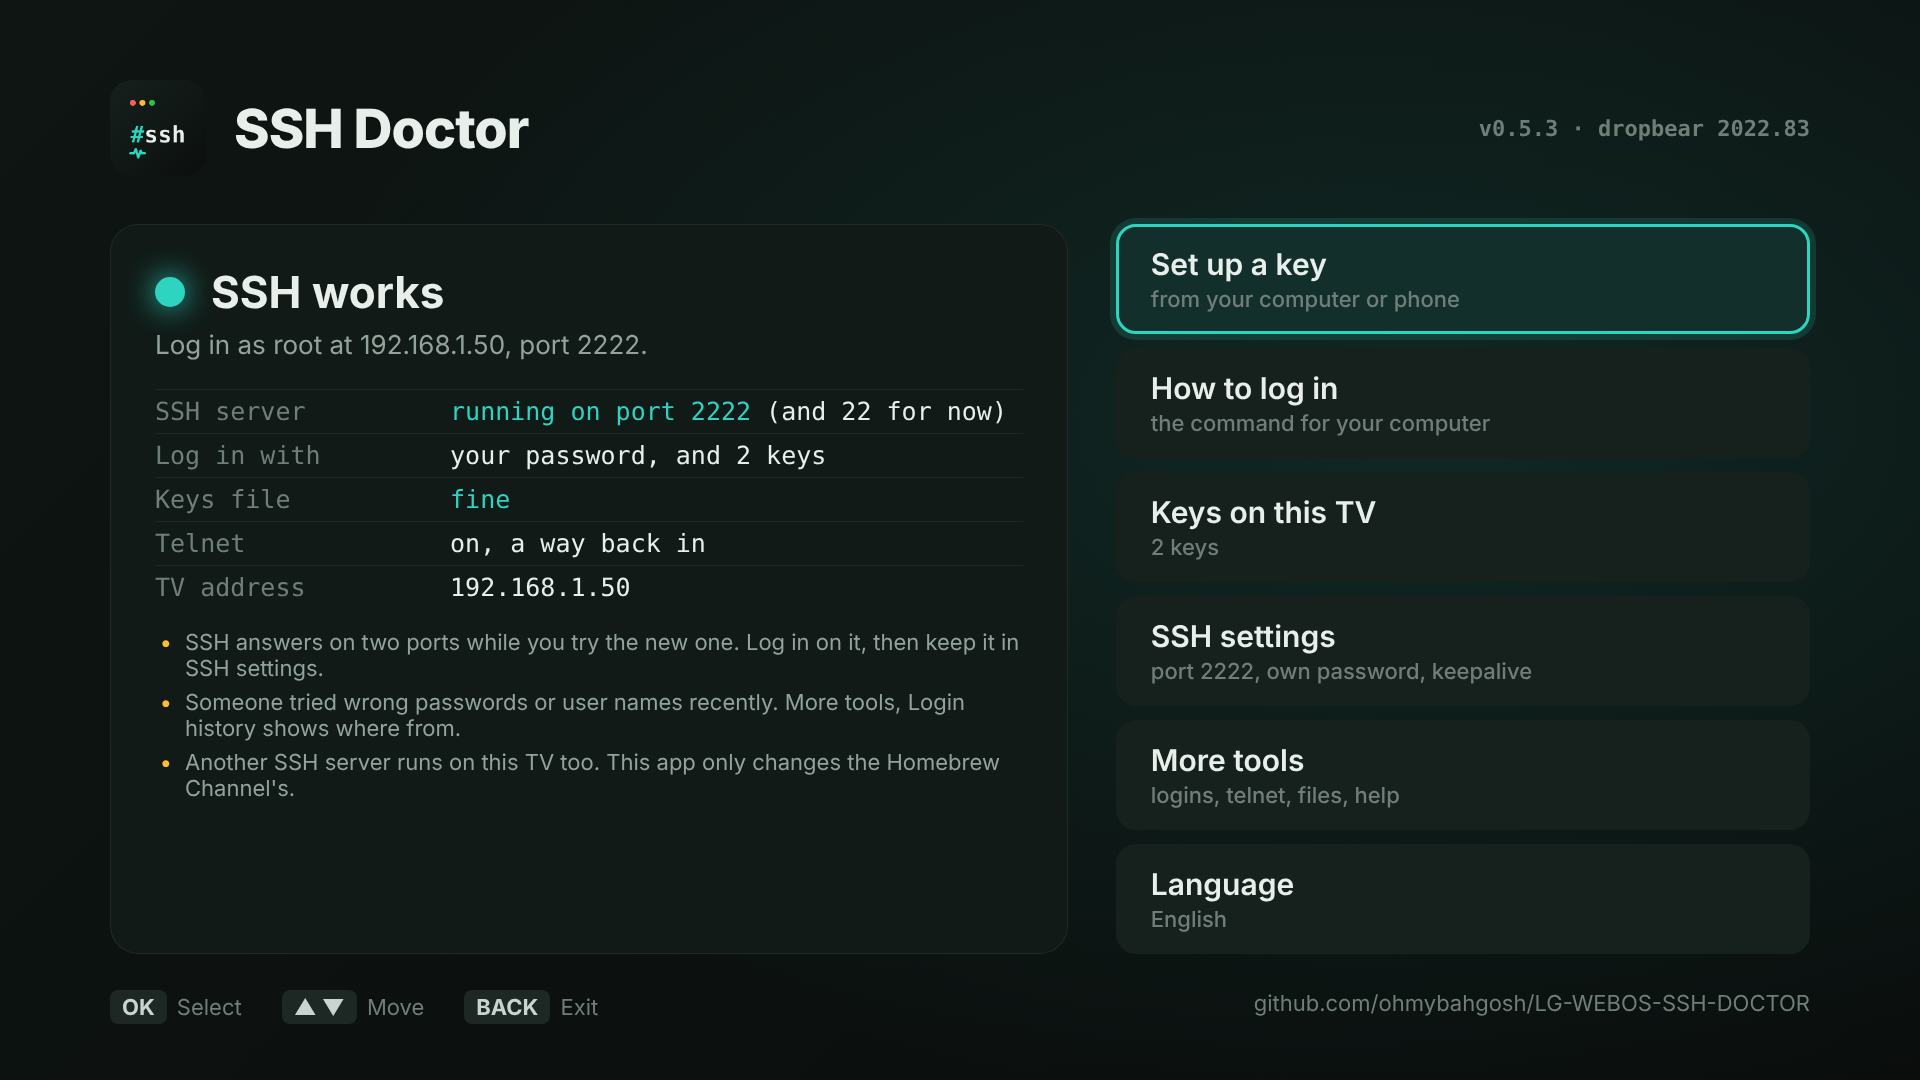 #ssh
SSH Doctor
v0.5.3 · dropbear 2022.83
SSH works
Log in as root at 192.168.1.50, port 2222.
SSH server running on port 2222 (and 22 for now)
Log in with your password, and 2 keys
Keys file fine
Telnet on, a way back in
TV address 192.168.1.50
• SSH answers on two ports while you try the new one. Log in on it, then keep it in
SSH settings.
• Someone tried wrong passwords or user names recently. More tools, Login
history shows where from.
• Another SSH server runs on this TV too. This app only changes the Homebrew
Channel's.
Set up a key
from your computer or phone
How to log in
the command for your computer
Keys on this TV
2 keys
SSH settings
port 2222, own password, keepalive
More tools
logins, telnet, files, help
Language
English
OK Select ▲▼ Move BACK Exit
github.com/ohmybahgosh/LG-WEBOS-SSH-DOCTOR